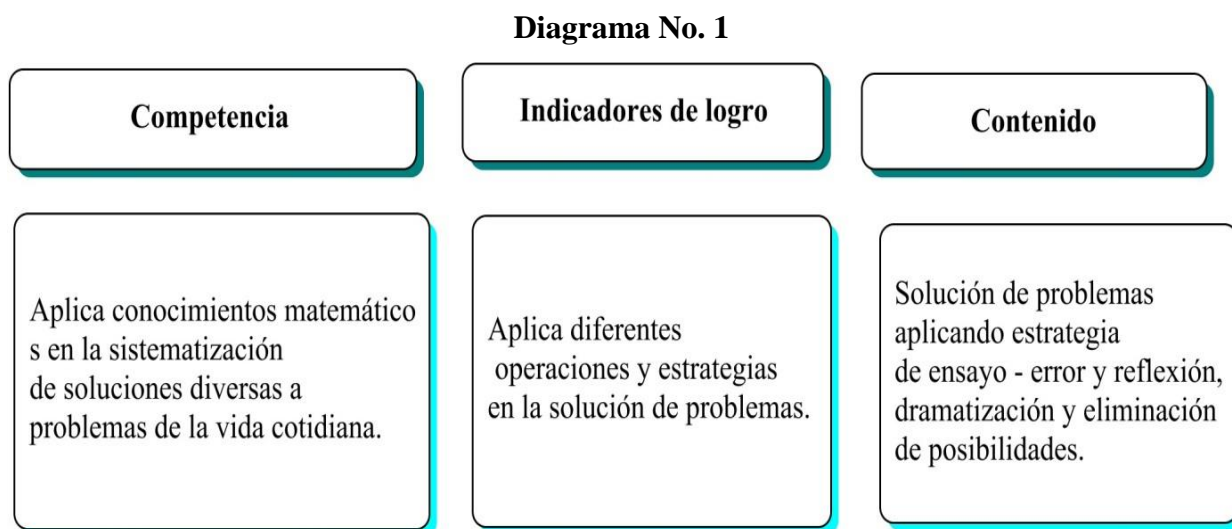 Diagrama No. 1
Competencia
Indicadores de logro
Contenido
Aplica conocimientos matemático
s en la sistematización
de soluciones diversas a
problemas de la vida cotidiana.
Aplica diferentes
operaciones y estrategias
en la solución de problemas.
Solución de problemas
aplicando estrategia
de ensayo - error y reflexión,
dramatización y eliminación
de posibilidades.